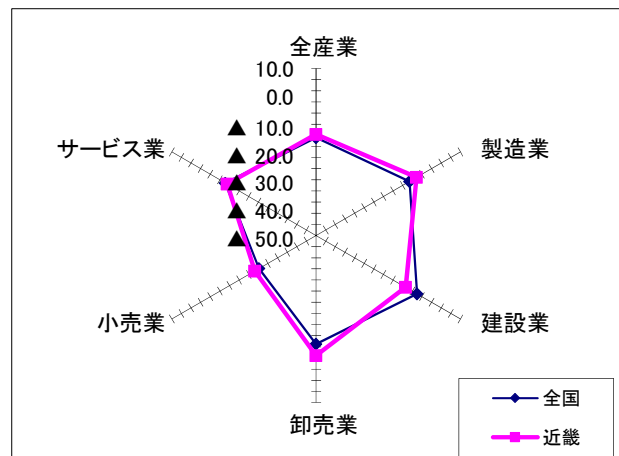 全産業
10.0
0.0
▲ 10.0
▲ 20.0
▲ 30.0
▲ 40.0
▲ 50.0
サービス業
製造業
小売業
建設業
卸売業
全国
近畿